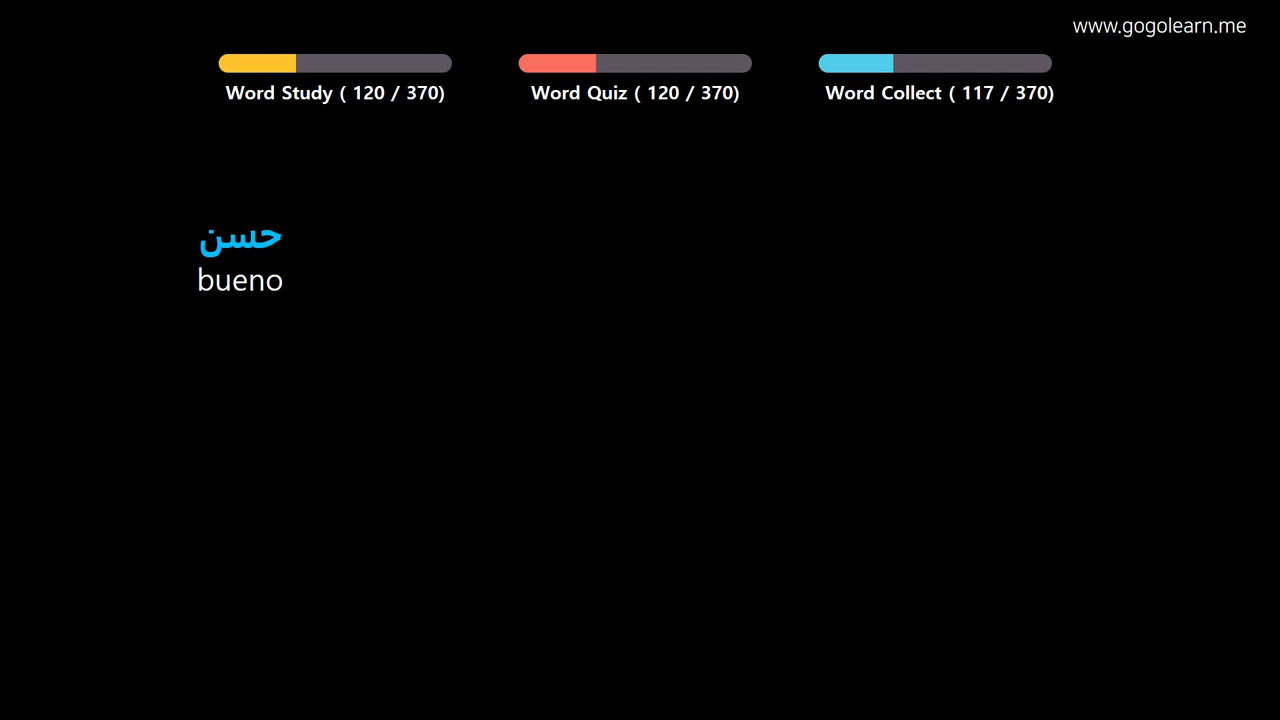 www.gogolearn.me
Word Study ( 120 / 370)
Word Quiz ( 120 / 370)
Word Collect ( 117 / 370)
حسن
bueno